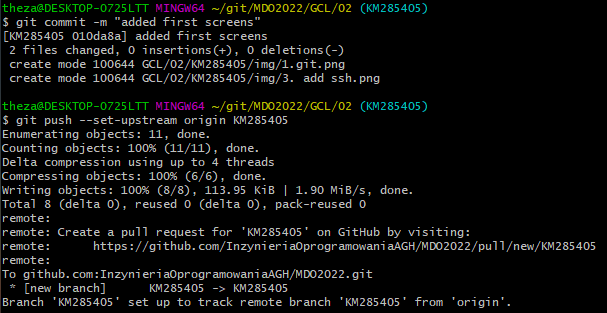 theza@DESKTOP-0725LTT MINGW64 ~/git/MDO2022/GCL/02 (KM285405)
$ git commit -m "added first screens"
[KM285405 010da8a] added first screens
 2 files changed, 0 insertions(+), 0 deletions(-)
 create mode 100644 GCL/02/KM285405/img/1.git.png
 create mode 100644 GCL/02/KM285405/img/3. add ssh.png

theza@DESKTOP-0725LTT MINGW64 ~/git/MDO2022/GCL/02 (KM285405)
$ git push --set-upstream origin KM285405
Enumerating objects: 11, done.
Counting objects: 100% (11/11), done.
Delta compression using up to 4 threads
Compressing objects: 100% (6/6), done.
Writing objects: 100% (8/8), 113.95 KiB | 1.90 MiB/s, done.
Total 8 (delta 0), reused 0 (delta 0), pack-reused 0
remote:
remote: Create a pull request for 'KM285405' on GitHub by visiting:
remote:      https://github.com/InzynieriaOprogramowaniaAGH/MDO2022/pull/new/KM285405
remote:
To github.com:InzynieriaOprogramowaniaAGH/MDO2022.git
 * [new branch]      KM285405 -> KM285405
Branch 'KM285405' set up to track remote branch 'KM285405' from 'origin'.